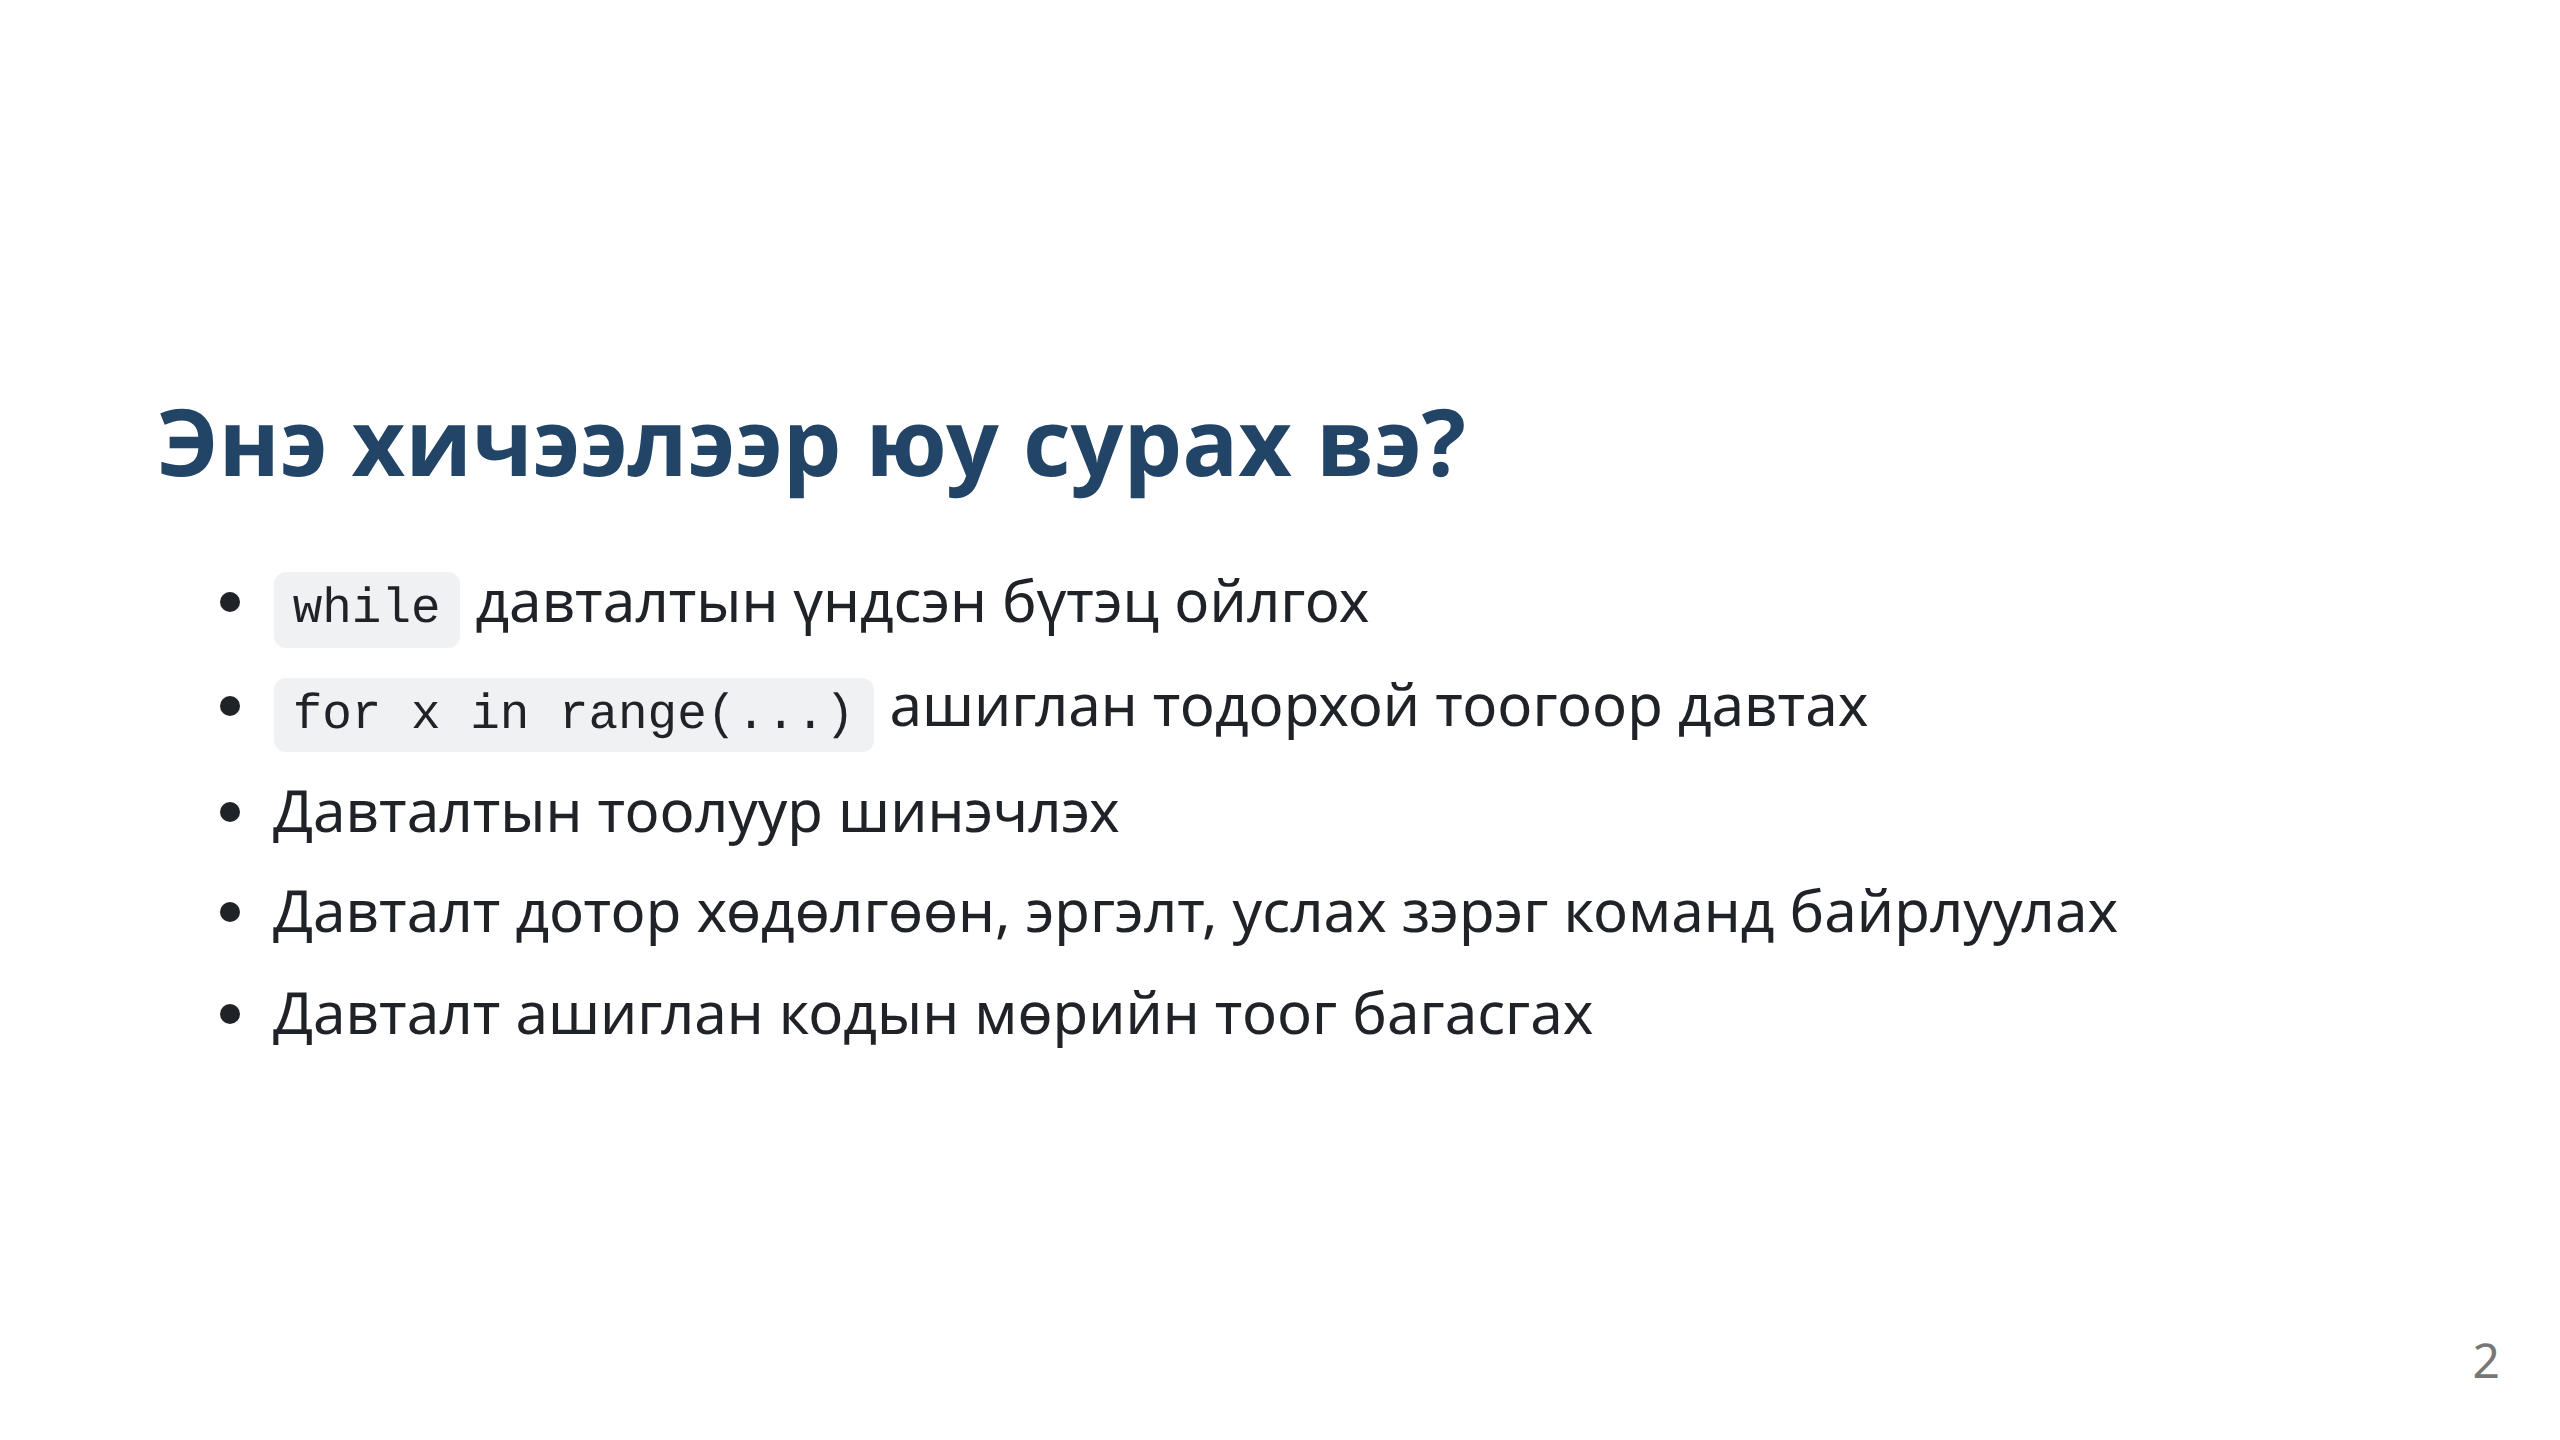 Энэ хичээлээр юу сурах вэ?
• while давталтын үндсэн бүтэц ойлгох
• for x in range(...) ашиглан тодорхой тоогоор давтах
• Давталтын тоолуур шинэчлэх
• Давталт дотор хөдөлгөөн, эргэлт, услах зэрэг команд байрлуулах
• Давталт ашиглан кодын мөрийн тоог багасгах
2